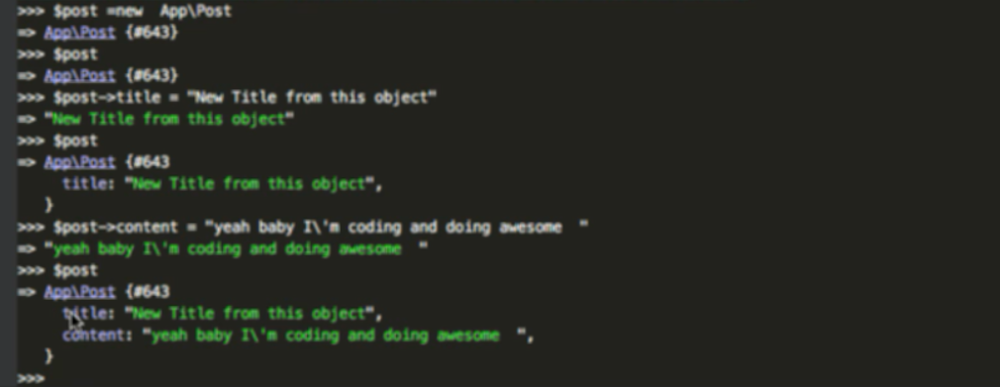 >>> $post =new  App\Post
=> App\Post {#643}
>>> $post
=> App\Post {#643}
>>> $post->title = "New Title from this object"
=> "New Title from this object"
>>> $post
=> App\Post {#643
     title: "New Title from this object",
   }
>>> $post->content = "yeah baby I\'m coding and doing awesome  "
=> "yeah baby I\'m coding and doing awesome  "
>>> $post
=> App\Post {#643
     title: "New Title from this object",
     content: "yeah baby I\'m coding and doing awesome  ",
   }
>>>